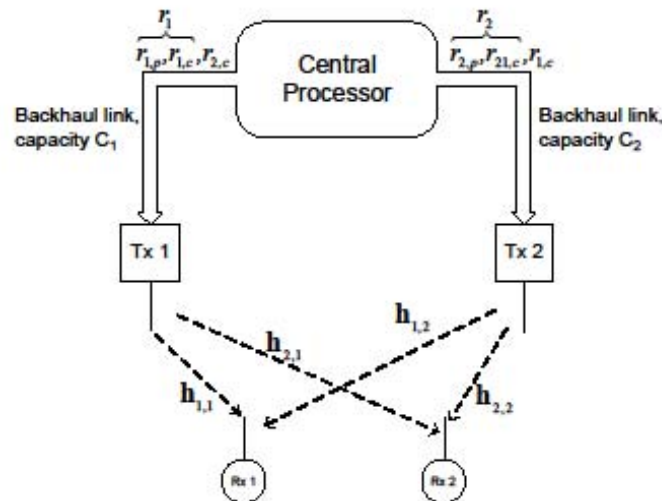 r₁ r₂
r₁,ₚ, r₁,c, r₂,c
Central Processor
r₂,ₚ, r₂₁,c, r₁,c
Backhaul link,
capacity C₁
Backhaul link,
capacity C₂
Tx 1
Tx 2
h₁,₂
h₂,₁
h₁,₁
h₂,₂
Rx 1
Rx 2